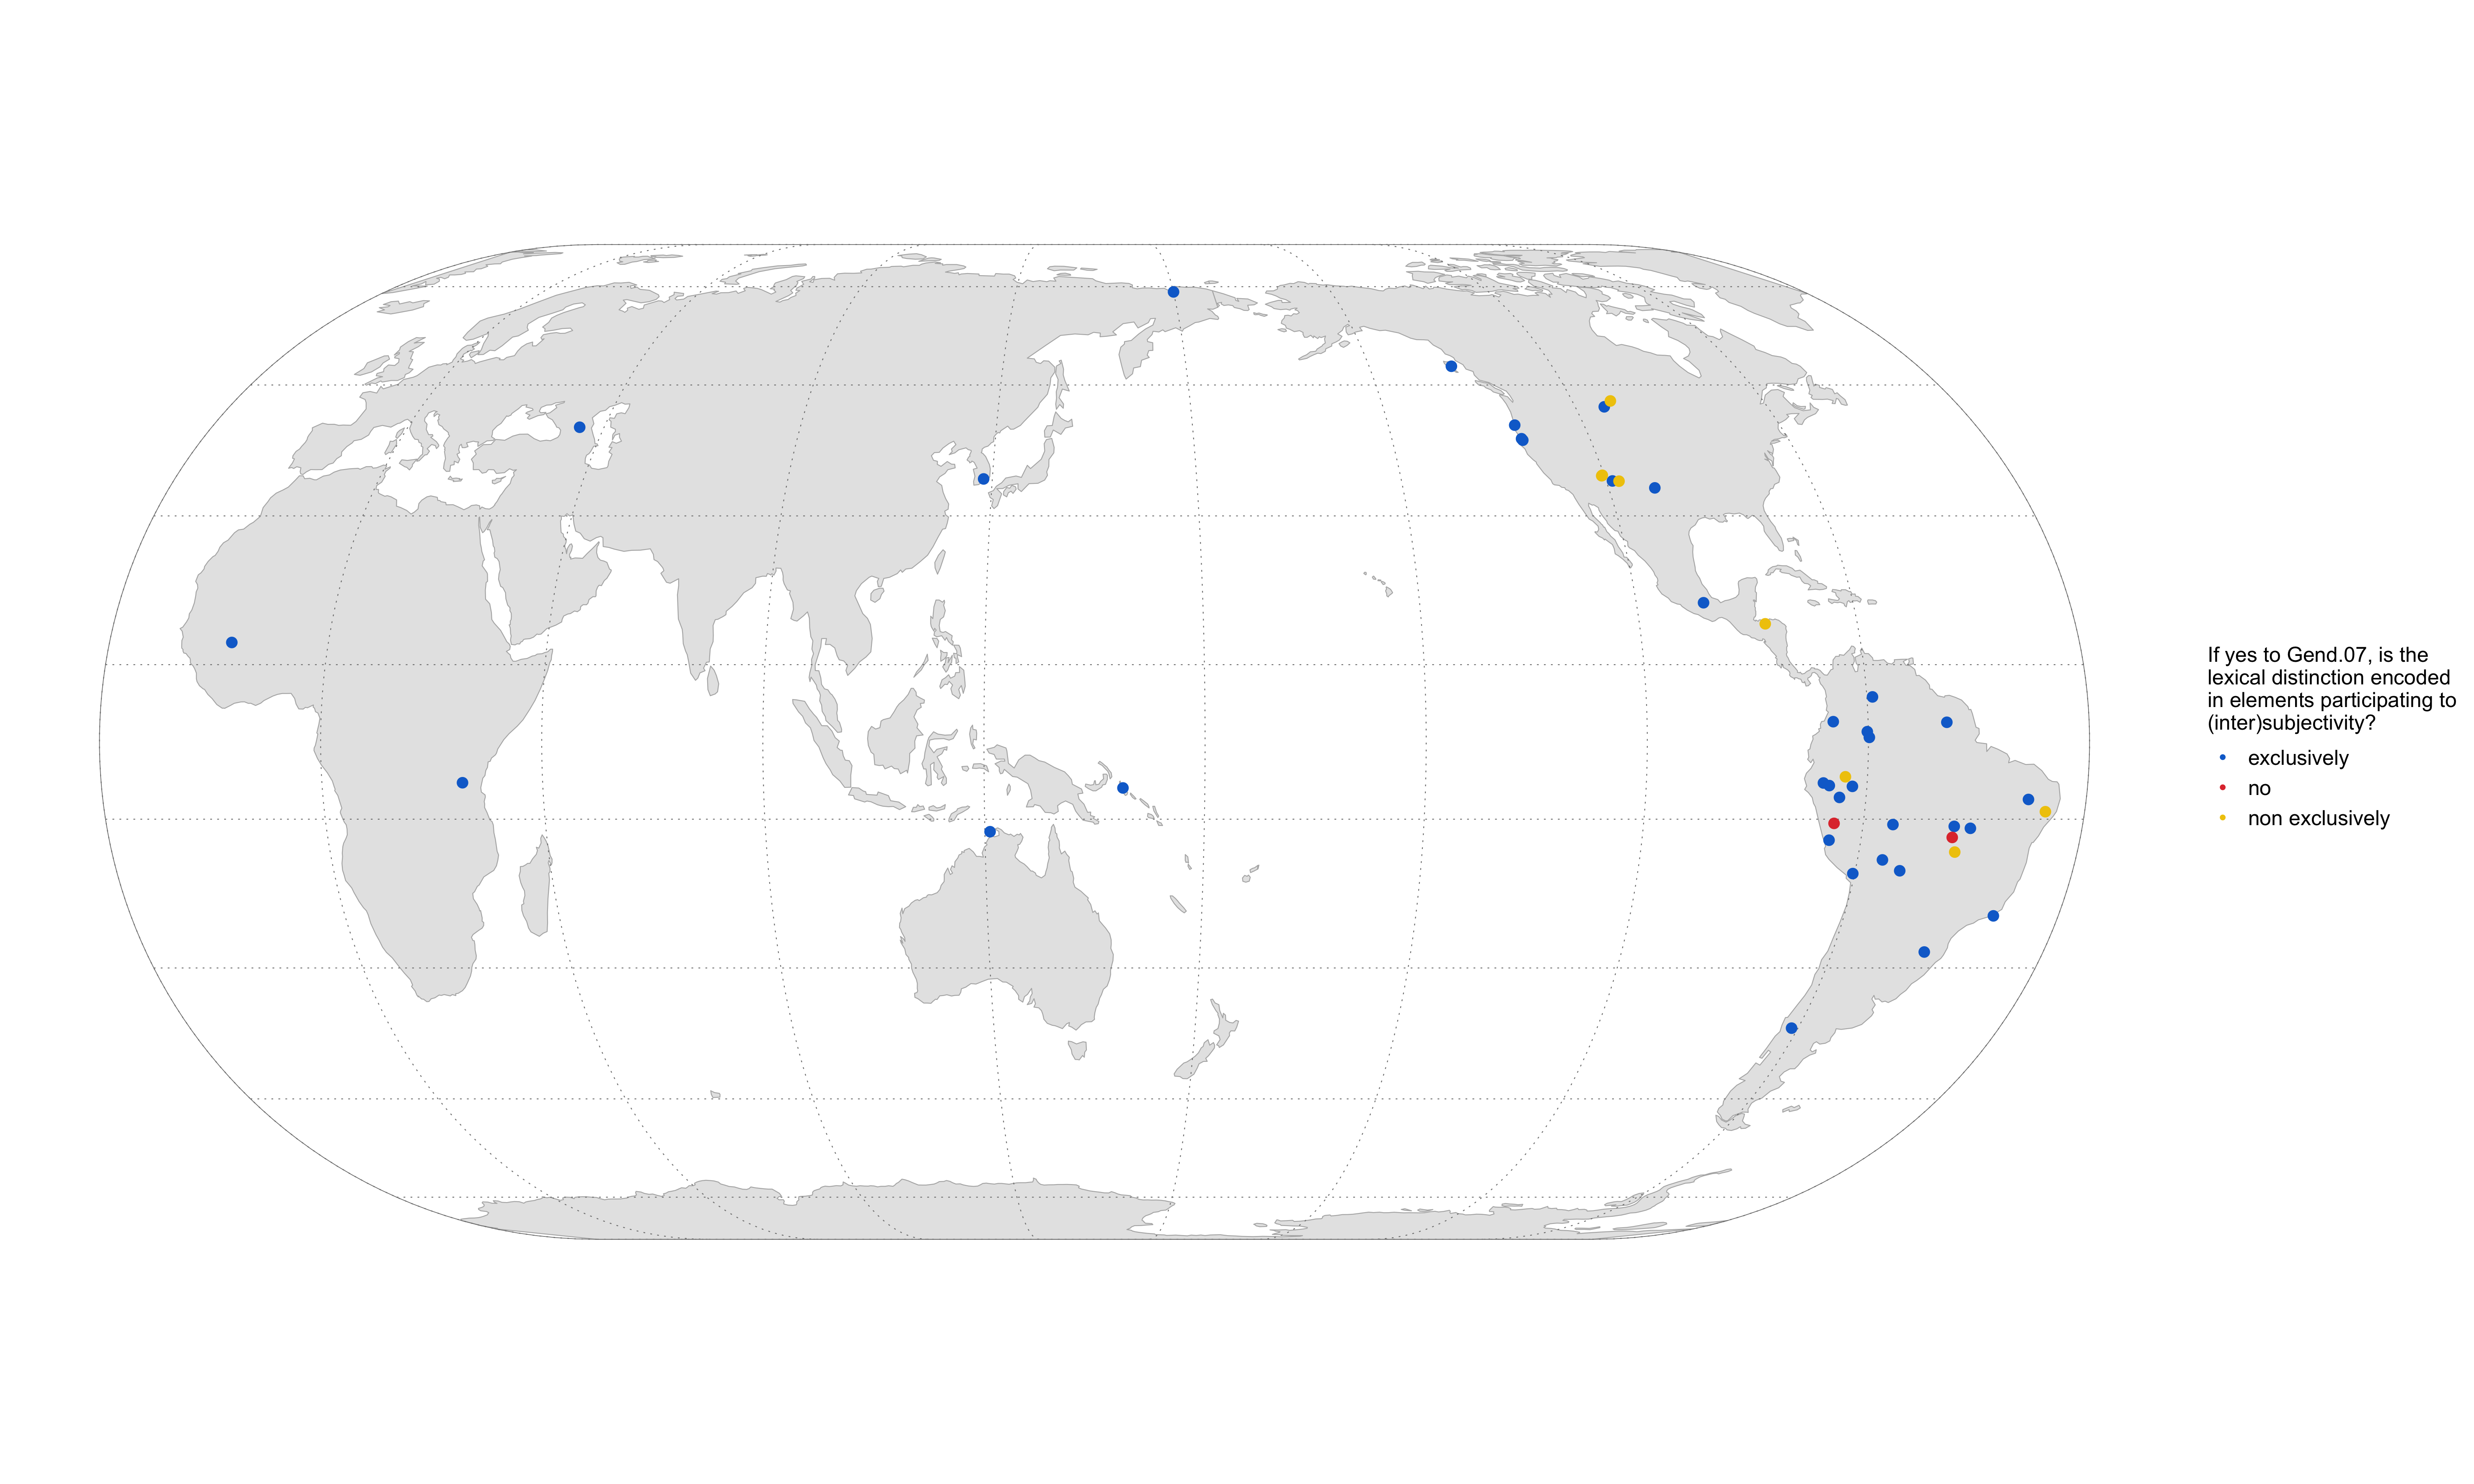 If yes to Gend.07, is the
lexical distinction encoded
in elements participating to
(inter)subjectivity?
exclusively
no
non exclusively